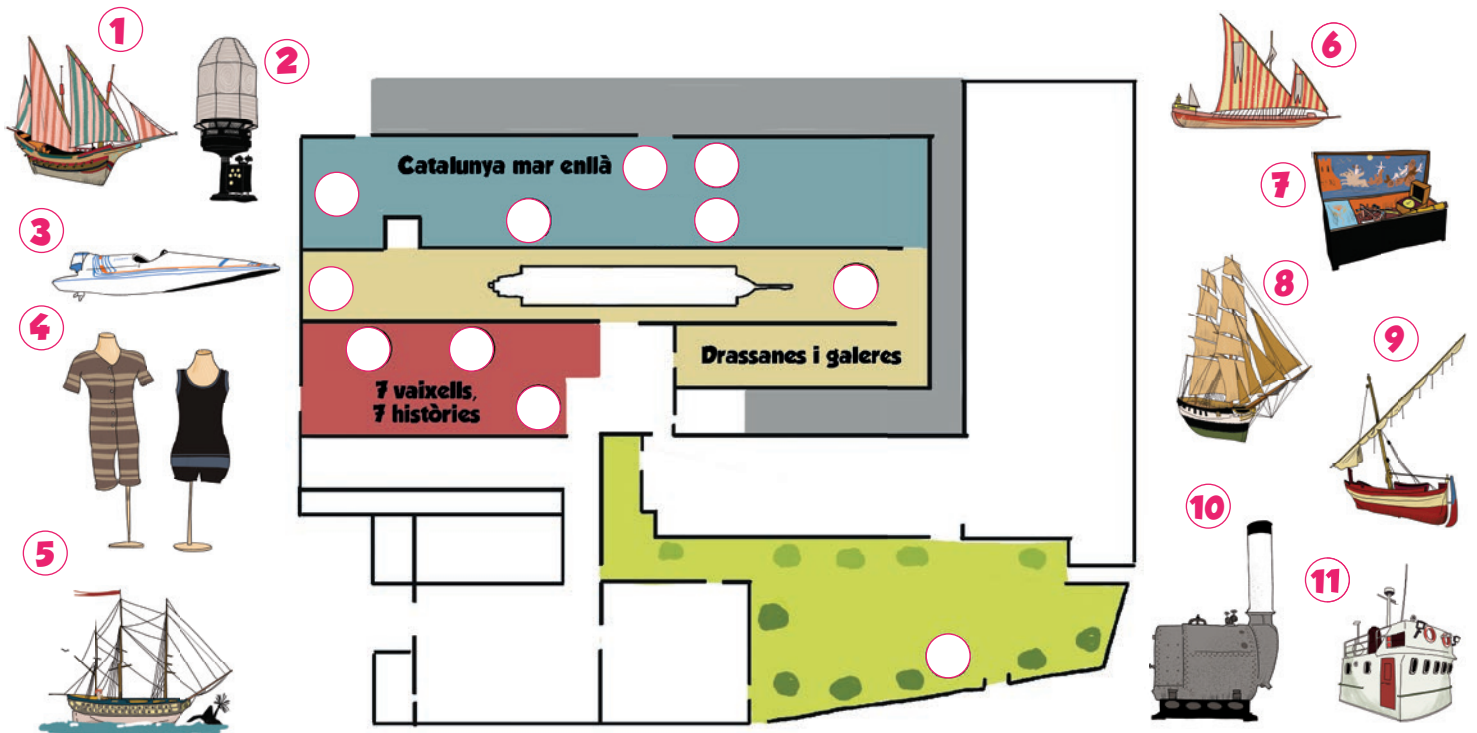 1
2
3
4
5
6
7
8
9
10
11
Catalunya mar enllà
Drassanes i galeres
7 vaixells,
7 històries